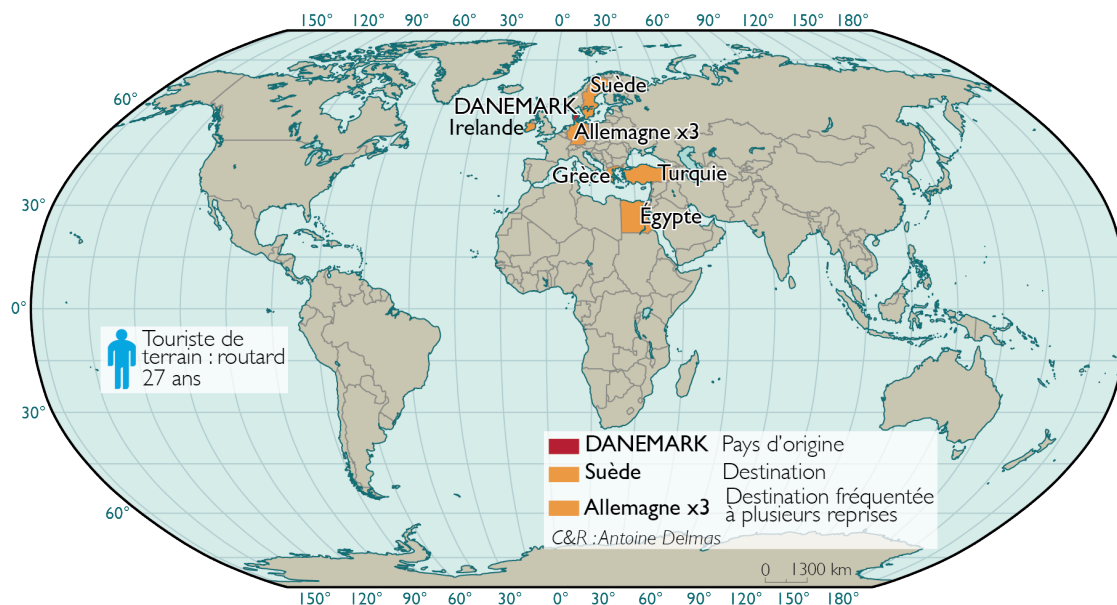 150° 120° 90° 60° 30° 0° 30° 60° 90° 120° 150° 180°
60°
30°
0°
30°
60°
Suède
DANEMARK
Irelande
Allemagne x3
Grèce
Turquie
Égypte
Touriste de
terrain : routard
27 ans
DANEMARK Pays d'origine
Suède Destination
Allemagne x3 Destination fréquentée
à plusieurs reprises
C&R : Antoine Delmas
0 1300 km
150° 120° 90° 60° 30° 0° 30° 60° 90° 120° 150° 180°